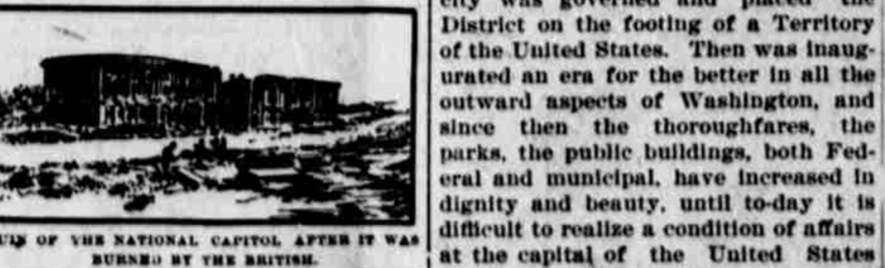 RUIN OF THE NATIONAL CAPITOL AFTER IT WAS
BURNED BY THE BRITISH.
city was governed and placed the
District on the footing of a Territory
of the United States. Then was inaug-
urated an era for the better in all the
outward aspects of Washington, and
since then the thoroughfares, the
parks, the public buildings, both Fed-
eral and municipal, have increased in
dignity and beauty, until to-day it is
difficult to realize a condition of affairs
at the capital of the United States